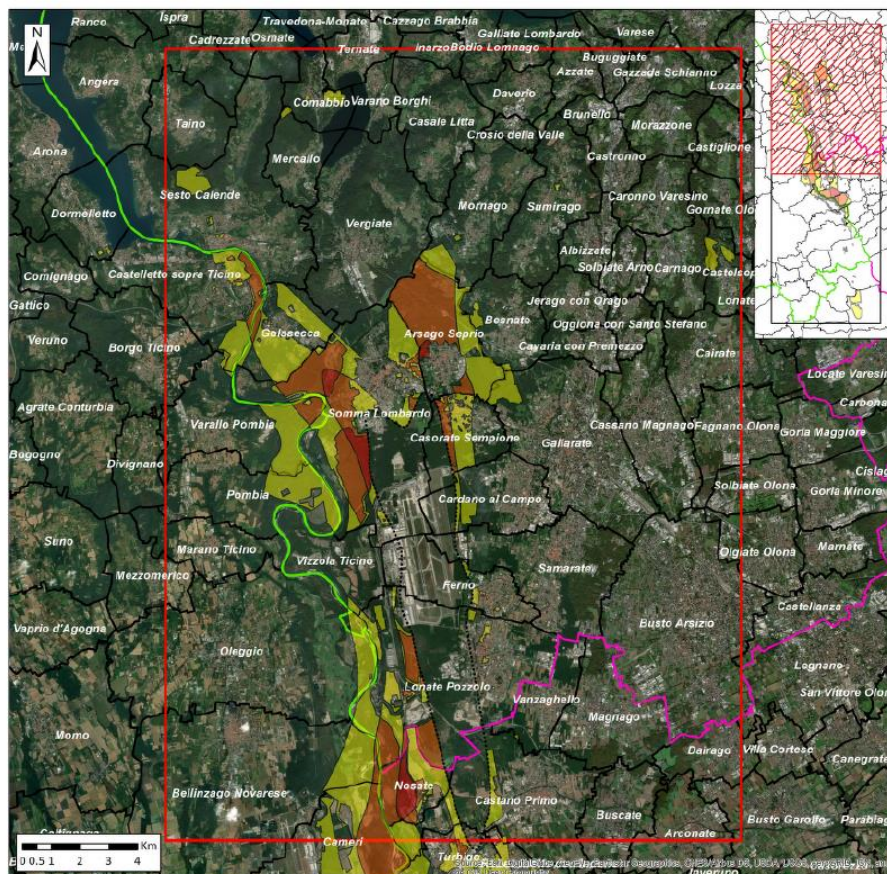 Ranco
Ispra
Travedona-Monate
Cazzago Brabbia
Cadrezzate
Osmate
Galliate Lombardo
Varese
N
Ternate
Inarzo
Bodio Lomnago
Buguggiate
Azzate
Gazzada Schianno
Angera
Daverio
Lozza
Comabbio
Varano Borghi
Taino
Casale Litta
Brunello
Morazzone
Crosio della Valle
Arona
Mercallo
Castronno
Castiglione
Sesto Calende
Dormelletto
Mornago
Sumirago
Caronno Varesino
Vergiate
Gornate Olo
Albizzate
Comignago
Castelletto sopra Ticino
Solbiate Arno
Carnago
Castelsep
Gattico
Jerago con Orago
Lonate
Besnate
Golasecca
Arsago Seprio
Oggiona con Santo Stefano
Veruno
Borgo Ticino
Cavaria con Premezzo
Cairate
Locate Varesin
Agrate Conturbia
Carbona
Somma Lombardo
Varallo Pombia
Cassano Magnago
Fagnano Olona
Gorla Maggiore
Casorate Sempione
Gallarate
Bogogno
Divignano
Cislag
Pombia
Cardano al Campo
Solbiate Olona
Gorla Minore
Suno
Marano Ticino
Vizzola Ticino
Olgiate Olona
Marnate
Mezzomerico
Samarate
Ferno
Castellanza
Vaprio d'Agogna
Busto Arsizio
Oleggio
Legnano
Lonate Pozzolo
Vanzaghello
San Vittore Olon
Magnago
Momo
Dairago
Villa Cortese
Canegrate
Bellinzago Novarese
Nosate
Castano Primo
Buscate
Busto Garolfo
Parabiag
Arconate
Cameri
Km
0 0.5 1 2 3 4